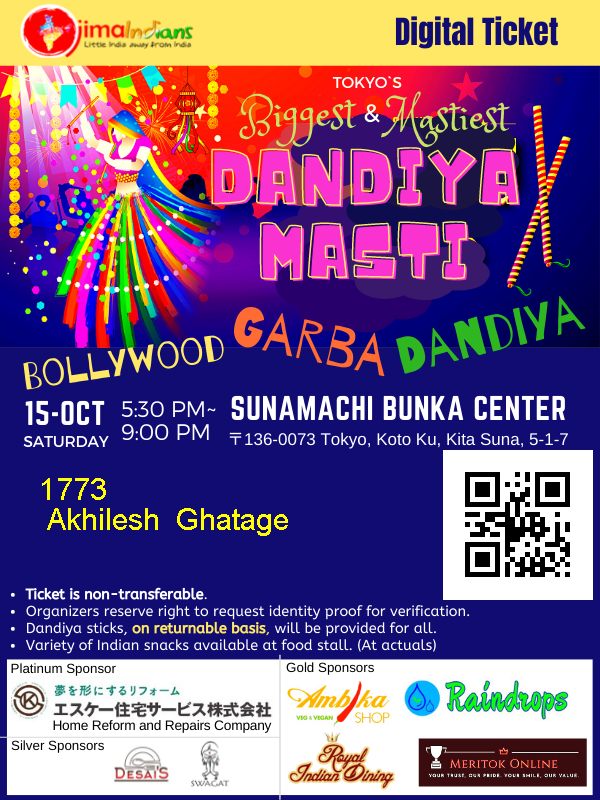 jimaIndians
Little India away from India
Digital Ticket
TOKYO`S
Biggest & Mastiest
DANDIYA
MASTI
BOLLYWOOD GARBA DANDIYA
15-OCT
SATURDAY
5:30 PM~
9:00 PM
SUNAMACHI BUNKA CENTER
〒136-0073 Tokyo, Koto Ku, Kita Suna, 5-1-7
1773
Akhilesh Ghatage
• Ticket is non-transferable.
• Organizers reserve right to request identity proof for verification.
• Dandiya sticks, on returnable basis, will be provided for all.
• Variety of Indian snacks available at food stall. (At actuals)
Platinum Sponsor
夢を形にするリフォーム
エスケー住宅サービス株式会社
Home Reform and Repairs Company
Gold Sponsors
Ambika
VEG & VEGAN SHOP
Raindrops
Silver Sponsors
DESAI'S
SWAGAT
Royal
Indian Dining
MERITOK ONLINE
YOUR TRUST, OUR PRIDE. YOUR SMILE, OUR VALUE.